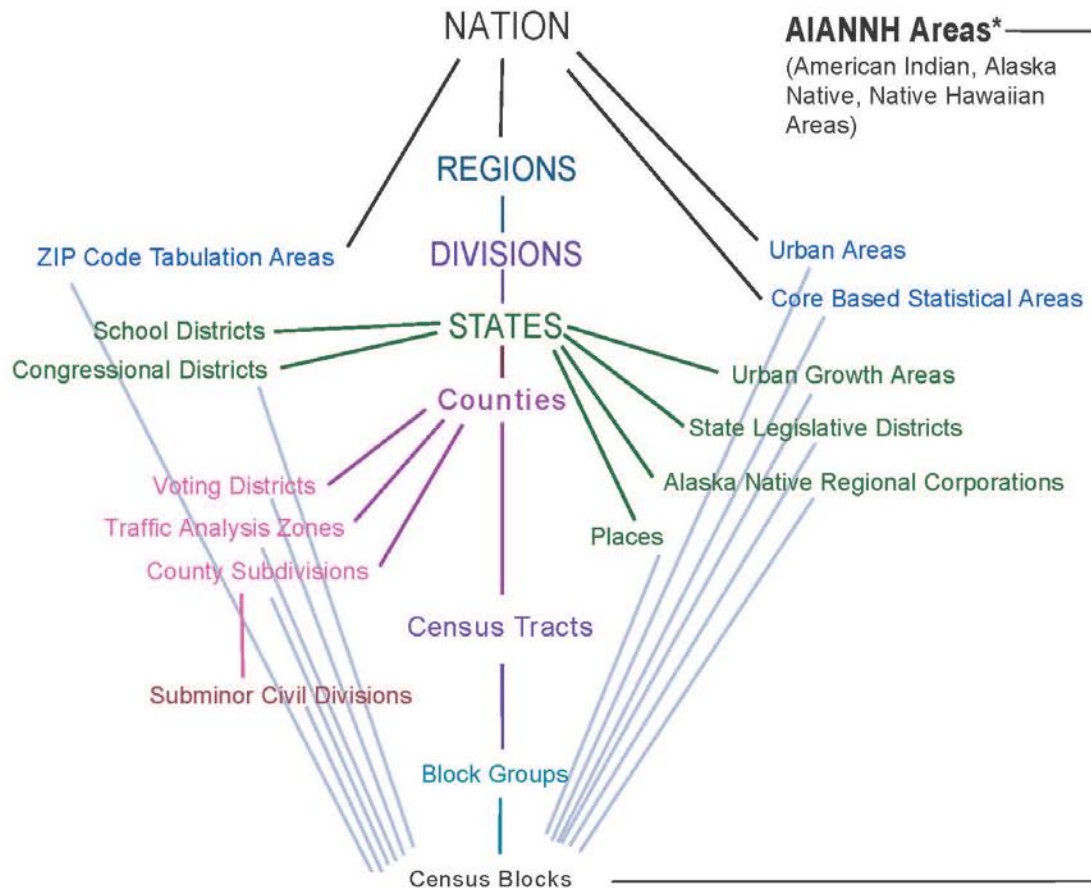 NATION
AIANNH Areas*
(American Indian, Alaska
Native, Native Hawaiian
Areas)
REGIONS
ZIP Code Tabulation Areas
DIVISIONS
Urban Areas
Core Based Statistical Areas
School Districts
STATES
Congressional Districts
Urban Growth Areas
Counties
State Legislative Districts
Voting Districts
Alaska Native Regional Corporations
Traffic Analysis Zones
Places
County Subdivisions
Census Tracts
Subminor Civil Divisions
Block Groups
Census Blocks